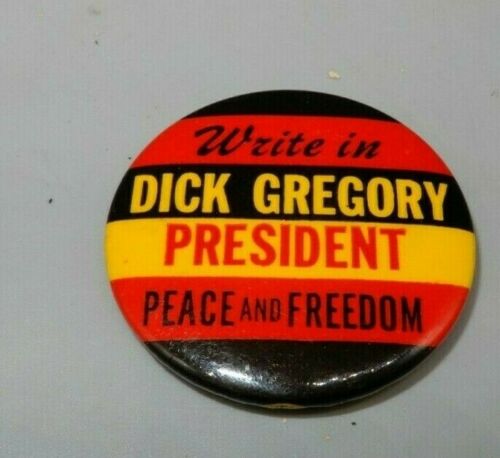 Write in
DICK GREGORY
PRESIDENT
PEACE AND FREEDOM